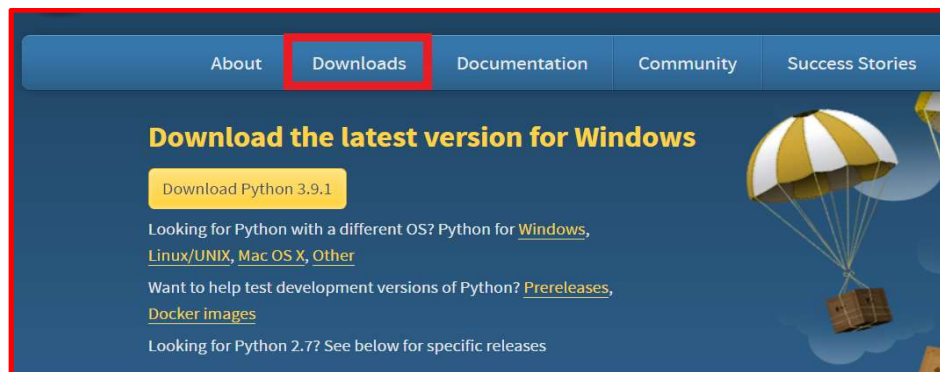 About Downloads Documentation Community Success Stories
Download the latest version for Windows
Download Python 3.9.1
Looking for Python with a different OS? Python for Windows,
Linux/UNIX, Mac OS X, Other
Want to help test development versions of Python? Prereleases,
Docker images
Looking for Python 2.7? See below for specific releases